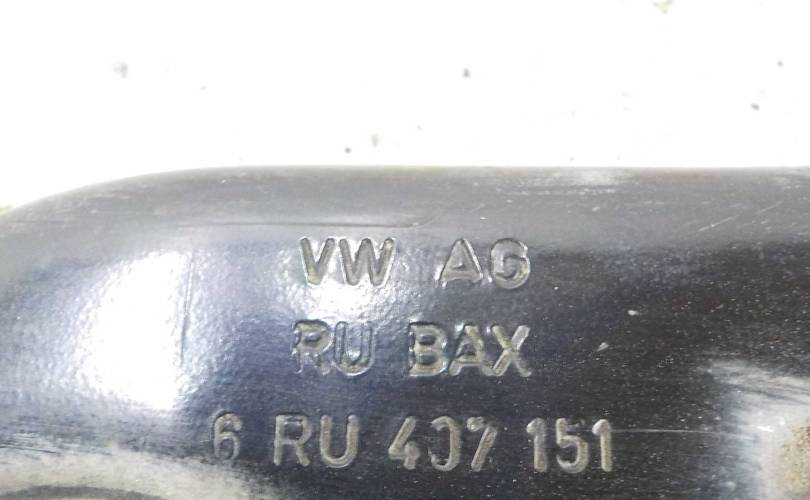 VW AG
RU BAX
6 RU 407 151